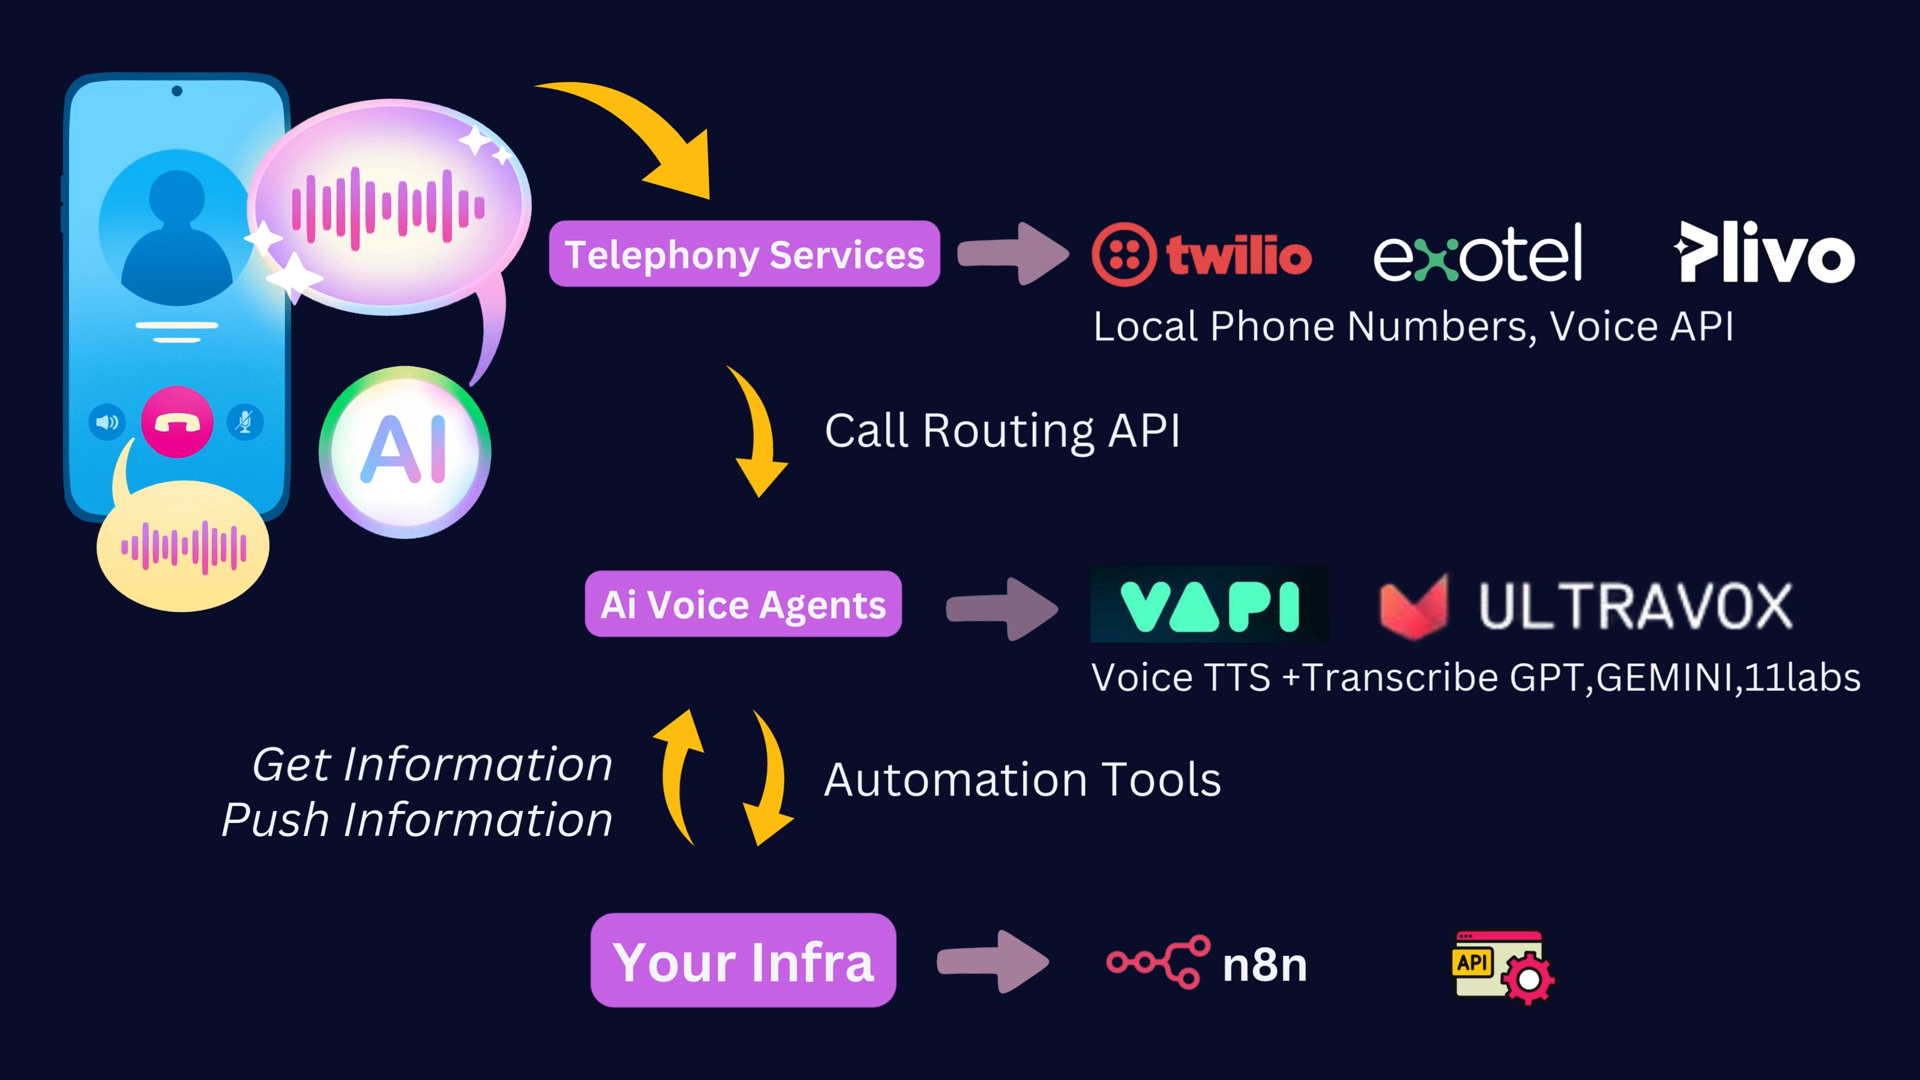 Telephony Services
twilio
exotel
Plivo
Local Phone Numbers, Voice API
AI
Call Routing API
Ai Voice Agents
VAPI
ULTRAVOX
Voice TTS +Transcribe GPT,GEMINI,11labs
Get Information
Push Information
Automation Tools
Your Infra
n8n
API